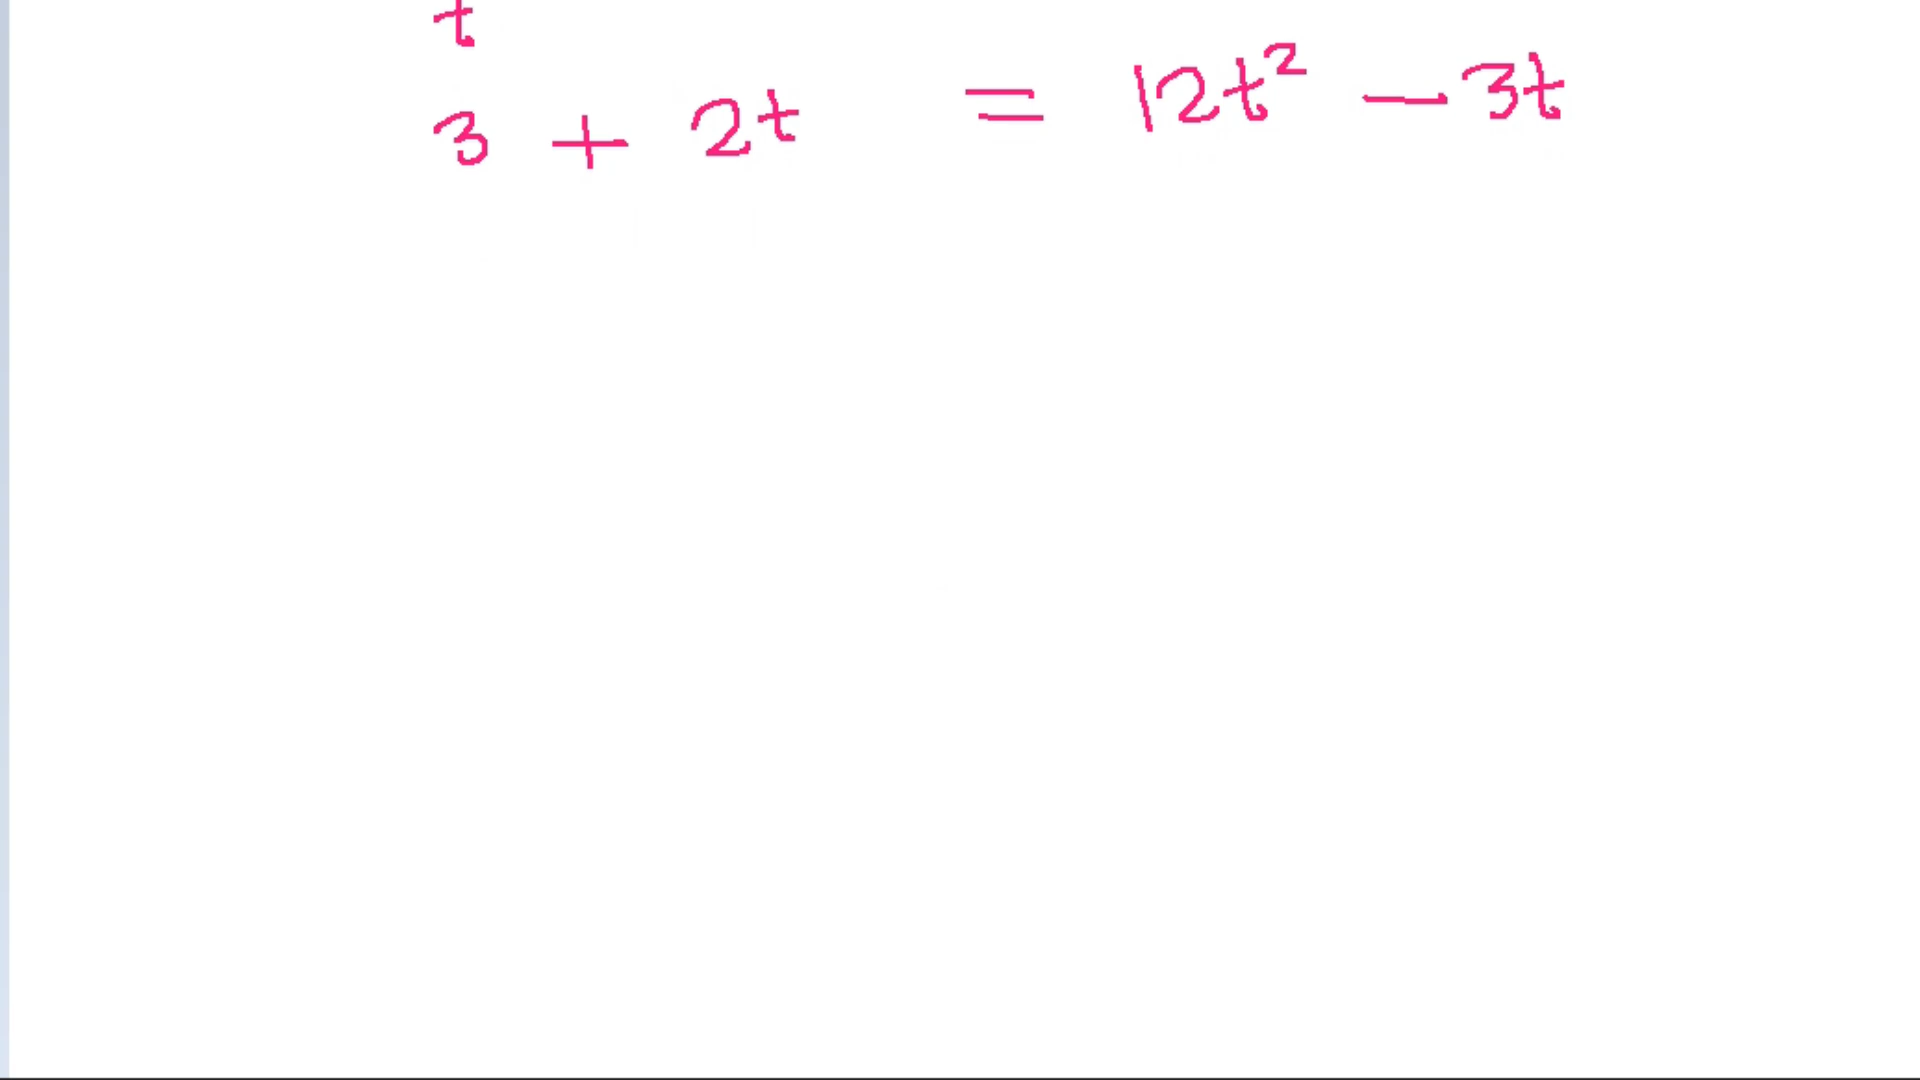 t
3 + 2t = 12t² − 3t